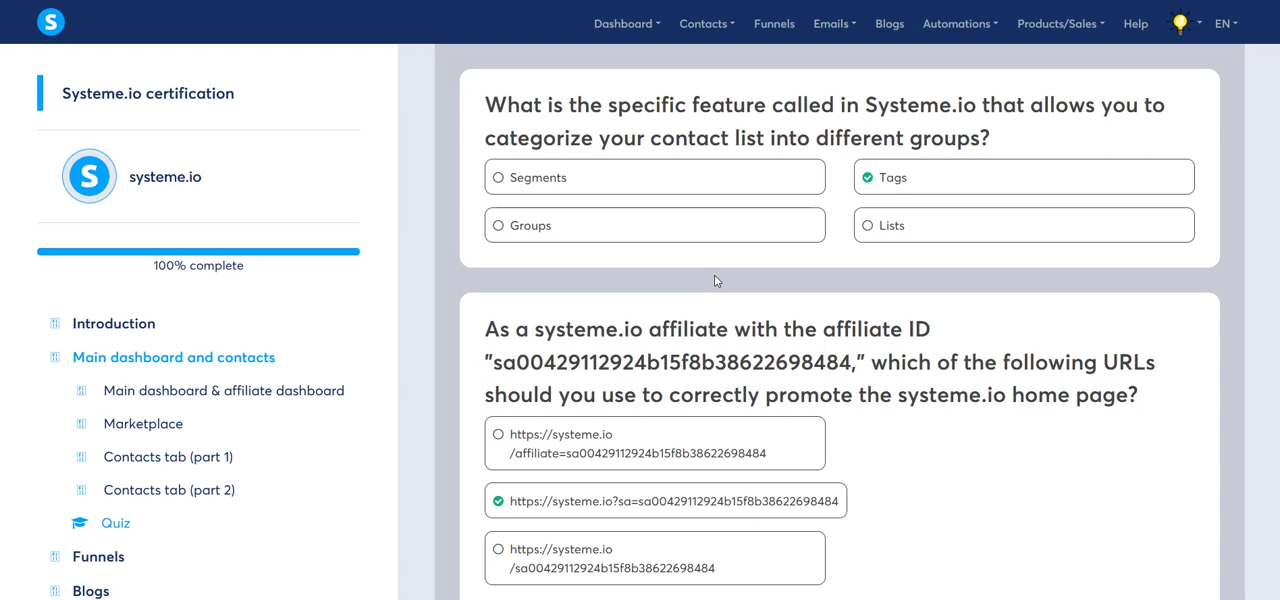 S
Dashboard
Contacts
Funnels
Emails
Blogs
Automations
Products/Sales
Help
EN
Systeme.io certification
S
systeme.io
100% complete
Introduction
Main dashboard and contacts
Main dashboard & affiliate dashboard
Marketplace
Contacts tab (part 1)
Contacts tab (part 2)
Quiz
Funnels
Blogs
What is the specific feature called in Systeme.io that allows you to
categorize your contact list into different groups?
Segments
Tags
Groups
Lists
As a systeme.io affiliate with the affiliate ID
"sa00429112924b15f8b38622698484," which of the following URLs
should you use to correctly promote the systeme.io home page?
https://systeme.io
/affiliate=sa00429112924b15f8b38622698484
https://systeme.io?sa=sa00429112924b15f8b38622698484
https://systeme.io
/sa00429112924b15f8b38622698484